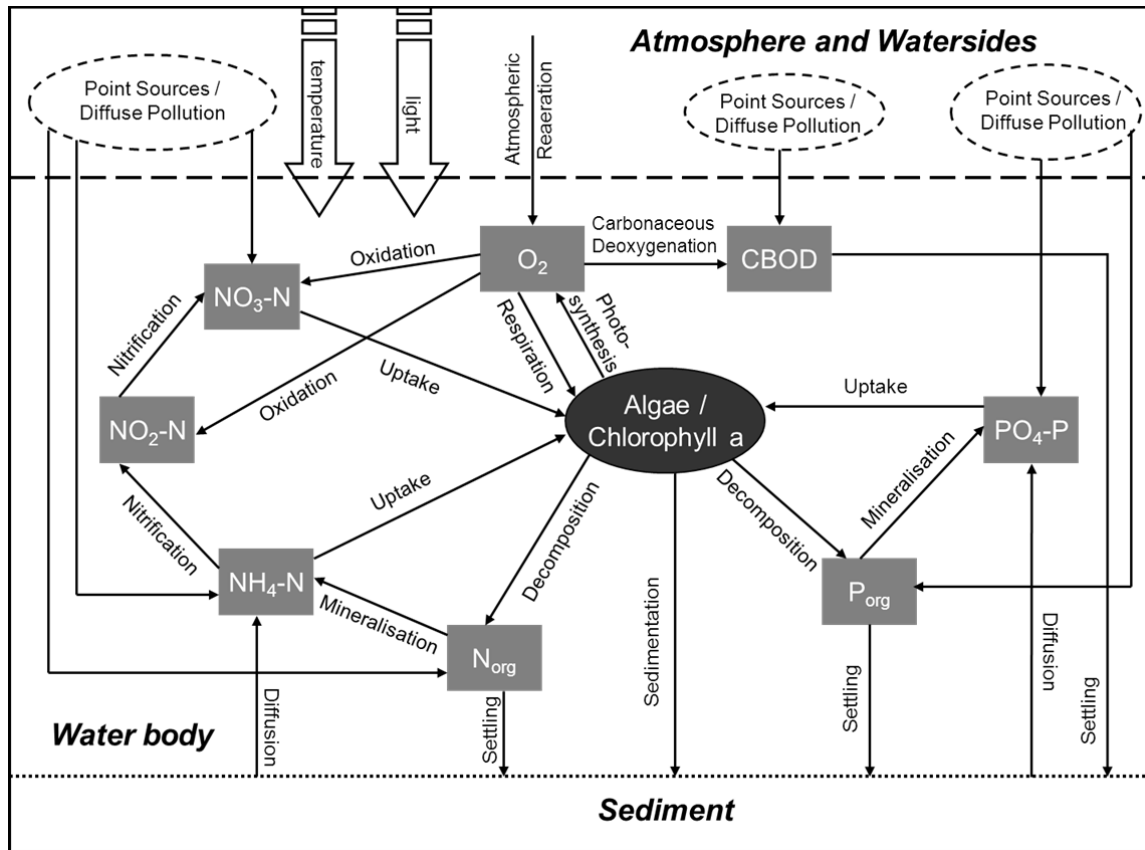 Atmosphere and Watersides
Point Sources /
Diffuse Pollution
temperature
light
Atmospheric
Reaeration
Point Sources /
Diffuse Pollution
Point Sources /
Diffuse Pollution
Carbonaceous
Deoxygenation
O₂
CBOD
Oxidation
NO₃-N
Nitrification
Oxidation
Uptake
Respiration
Photo-
synthesis
Algae /
Chlorophyll a
Uptake
PO₄-P
NO₂-N
Nitrification
Uptake
Decomposition
Decomposition
Mineralisation
NH₄-N
Mineralisation
N org
P org
Sedimentation
Diffusion
Settling
Settling
Diffusion
Settling
Water body
Sediment